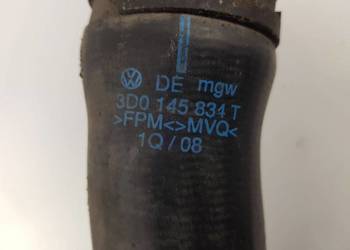 DE mgw
3D0 145 834 T
>FPM<>MVQ<
1Q/08